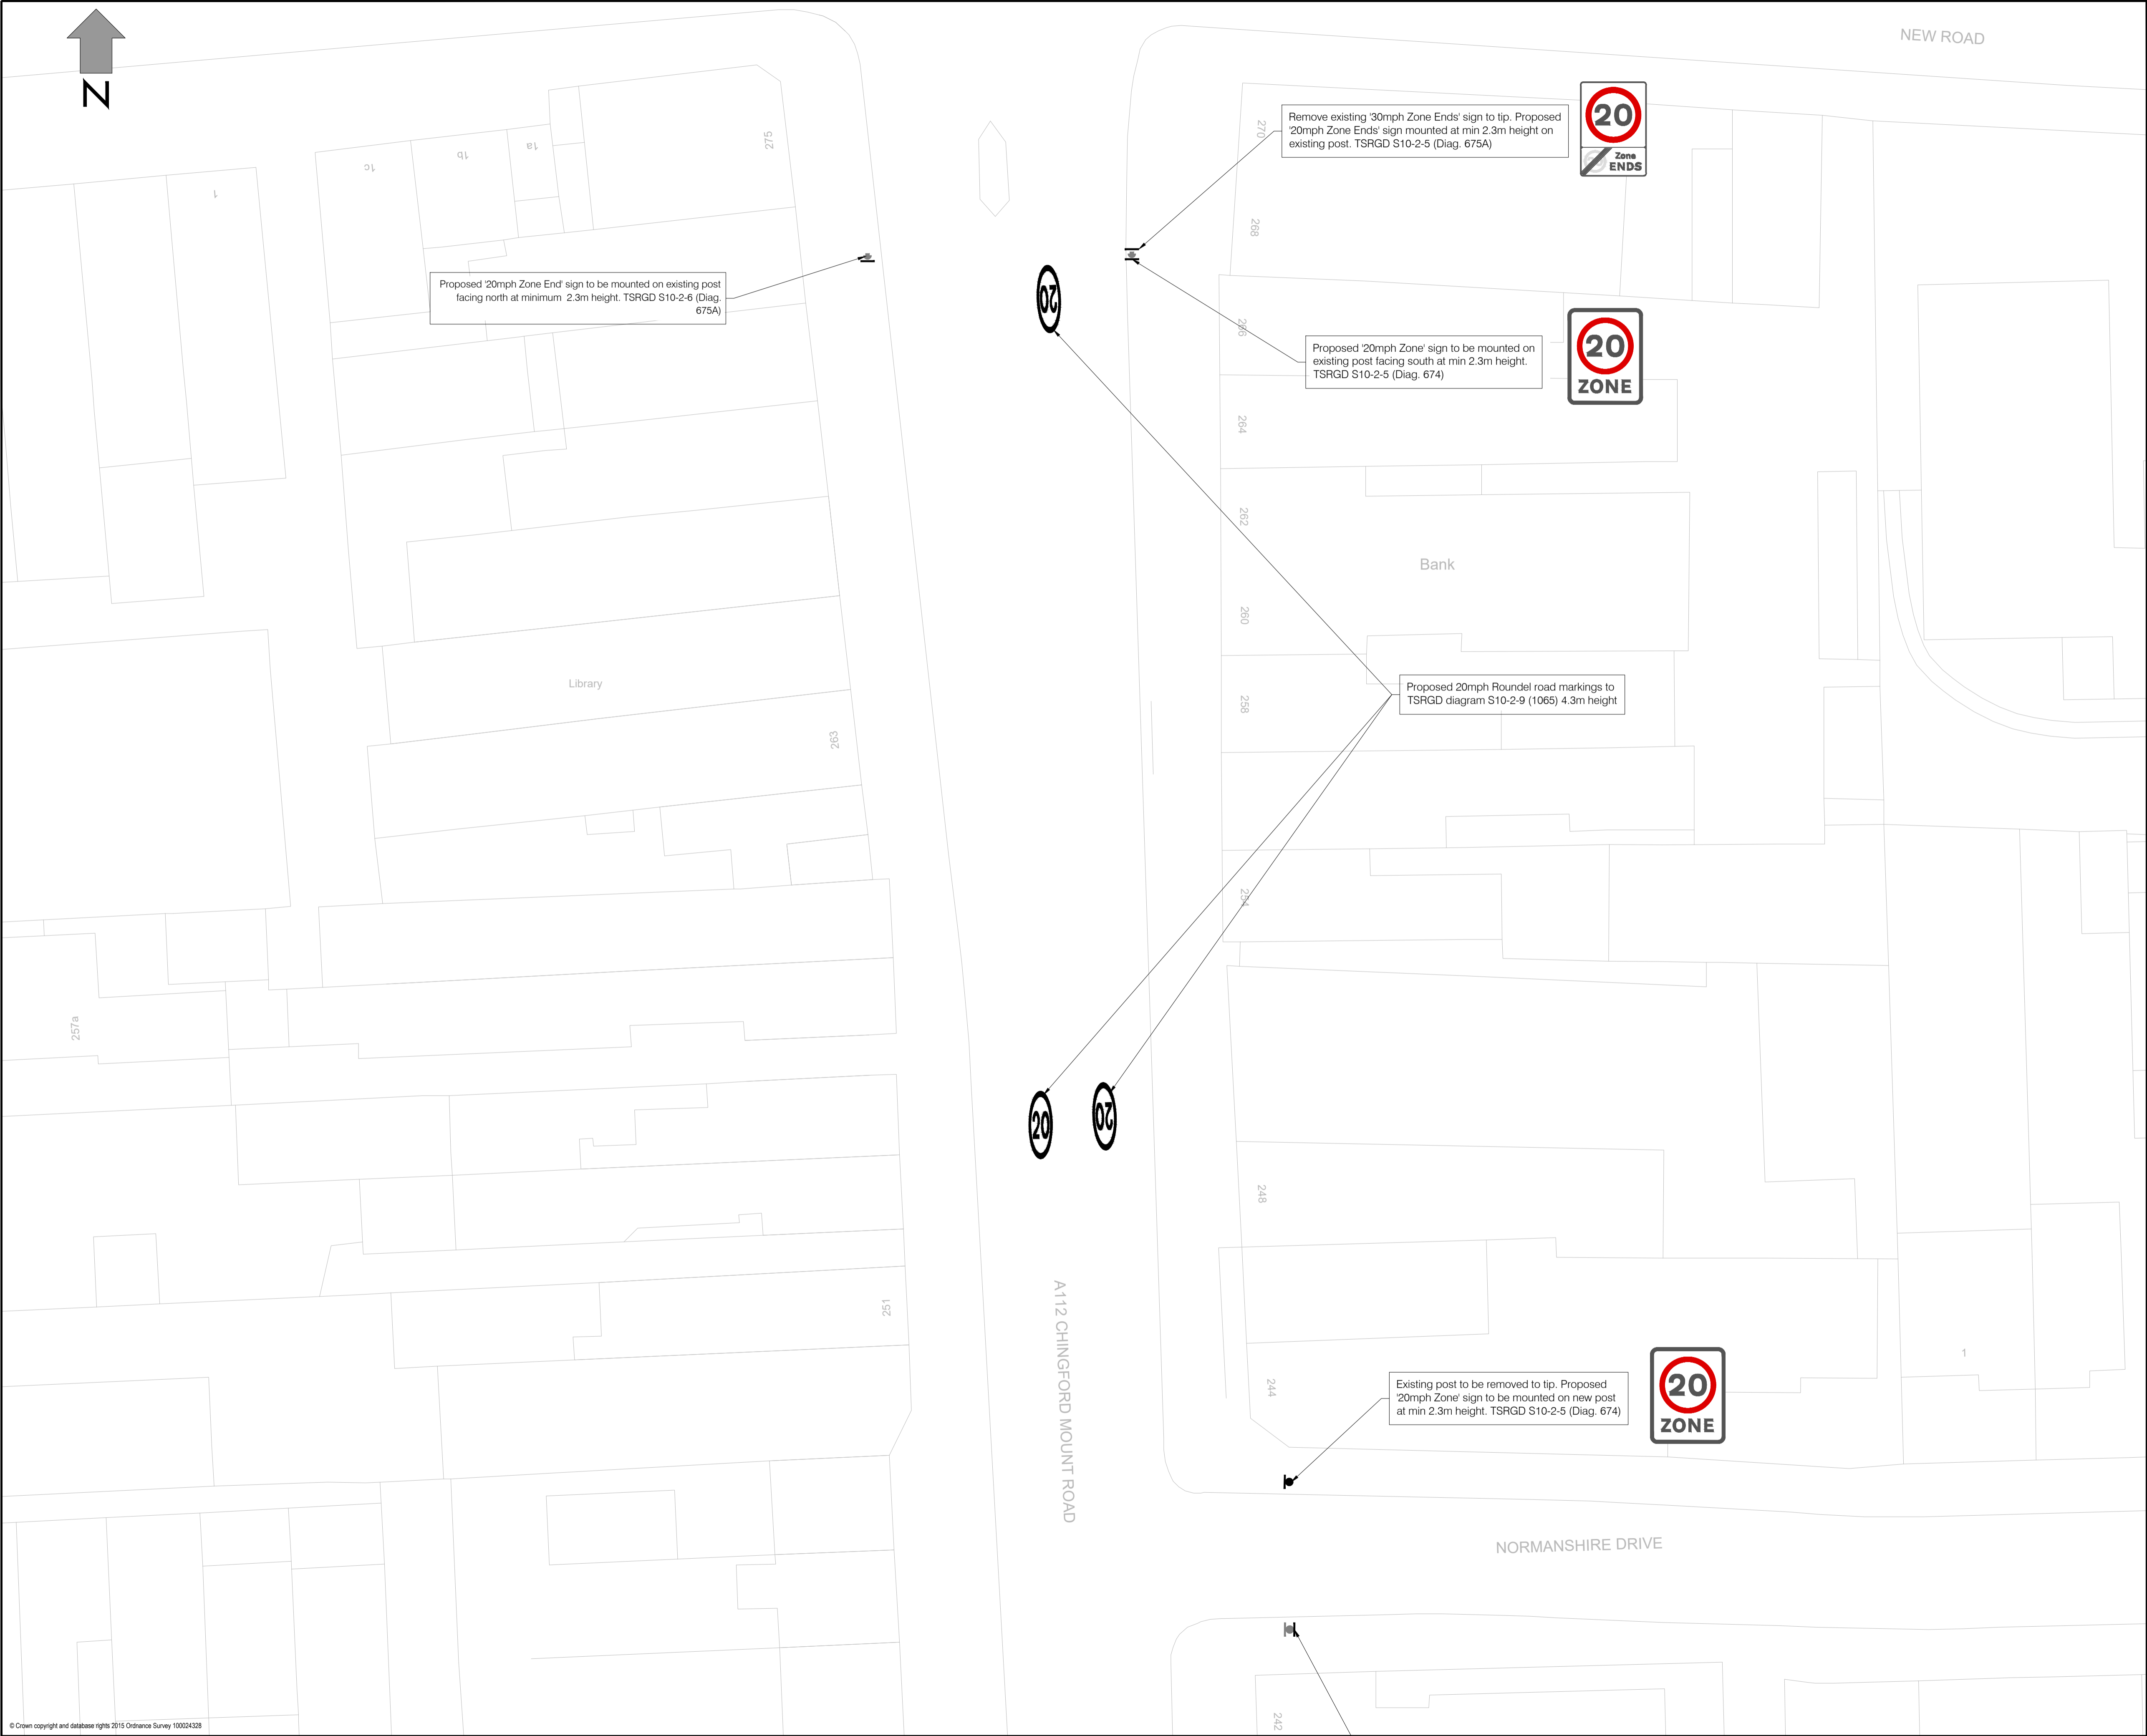 N
NEW ROAD
275
1a
1b
1c
1
270
Remove existing '30mph Zone Ends' sign to tip. Proposed
'20mph Zone Ends' sign mounted at min 2.3m height on
existing post. TSRGD S10-2-5 (Diag. 675A)
20
Zone
ENDS
268
Proposed '20mph Zone End' sign to be mounted on existing post
facing north at minimum 2.3m height. TSRGD S10-2-6 (Diag.
675A)
20
266
Proposed '20mph Zone' sign to be mounted on
existing post facing south at min 2.3m height.
TSRGD S10-2-5 (Diag. 674)
20
ZONE
264
262
Bank
260
Library
258
Proposed 20mph Roundel road markings to
TSRGD diagram S10-2-9 (1065) 4.3m height
263
254
257a
20
20
248
251
A112 CHINGFORD MOUNT ROAD
244
Existing post to be removed to tip. Proposed
'20mph Zone' sign to be mounted on new post
at min 2.3m height. TSRGD S10-2-5 (Diag. 674)
20
ZONE
1
NORMANSHIRE DRIVE
242
© Crown copyright and database rights 2015 Ordnance Survey 100024328